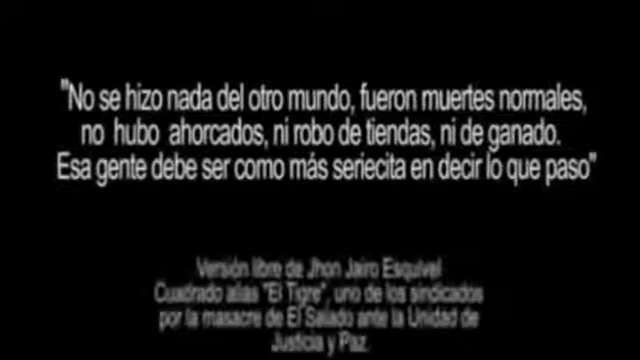 "No se hizo nada del otro mundo, fueron muertes normales,
no hubo ahorcados, ni robo de tiendas, ni de ganado.
Esa gente debe ser como más seriecita en decir lo que paso"
Versión libre de Jhon Jairo Esquivel
Cuadrado alias "El Tigre", uno de los sindicados
por la masacre de El Salado ante la Unidad de
Justicia y Paz.